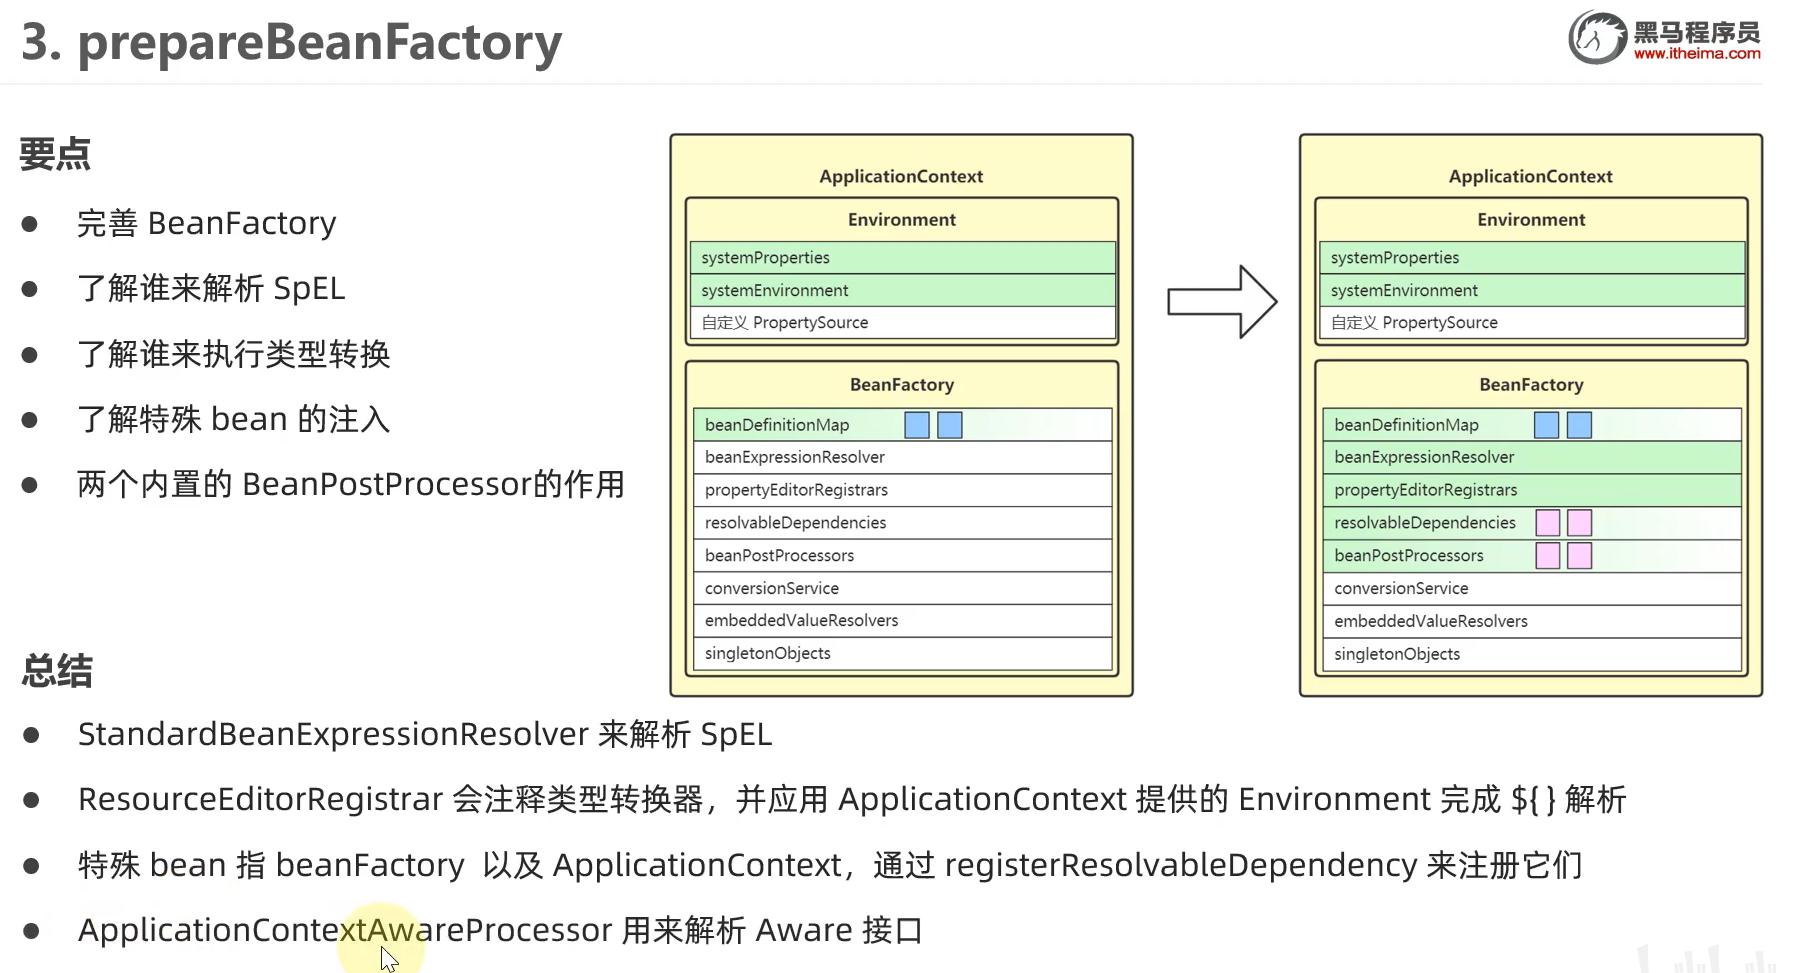 3. prepareBeanFactory
黑马程序员
www.itheima.com
要点
● 完善 BeanFactory
● 了解谁来解析 SpEL
● 了解谁来执行类型转换
● 了解特殊 bean 的注入
● 两个内置的 BeanPostProcessor的作用
ApplicationContext
Environment
systemProperties
systemEnvironment
自定义 PropertySource
BeanFactory
beanDefinitionMap
beanExpressionResolver
propertyEditorRegistrars
resolvableDependencies
beanPostProcessors
conversionService
embeddedValueResolvers
singletonObjects
ApplicationContext
Environment
systemProperties
systemEnvironment
自定义 PropertySource
BeanFactory
beanDefinitionMap
beanExpressionResolver
propertyEditorRegistrars
resolvableDependencies
beanPostProcessors
conversionService
embeddedValueResolvers
singletonObjects
总结
● StandardBeanExpressionResolver 来解析 SpEL
● ResourceEditorRegistrar 会注释类型转换器，并应用 ApplicationContext 提供的 Environment 完成 ${ } 解析
● 特殊 bean 指 beanFactory 以及 ApplicationContext，通过 registerResolvableDependency 来注册它们
● ApplicationContextAwareProcessor 用来解析 Aware 接口